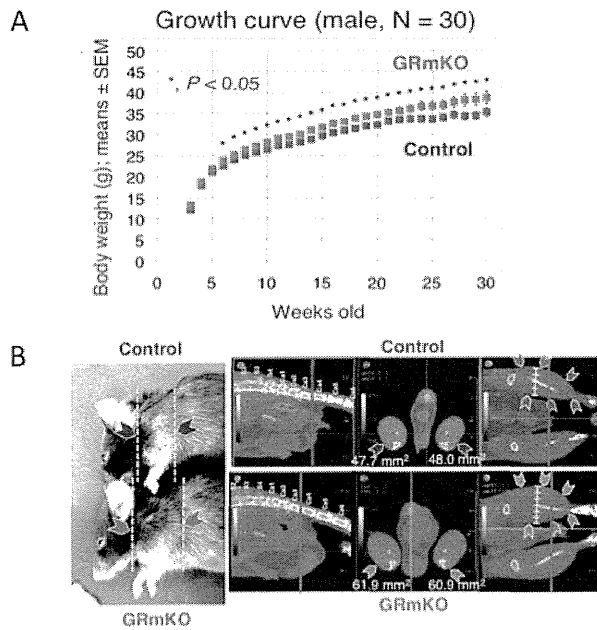 A
Growth curve (male, N = 30)
Body weight (g); means ± SEM
50
45
40
35
30
25
20
15
10
5
0
*, P < 0.05
GRmKO
Control
0 5 10 15 20 25 30
Weeks old
B
Control
Control
47.7 mm² 48.0 mm²
61.9 mm² 60.9 mm²
GRmKO
GRmKO